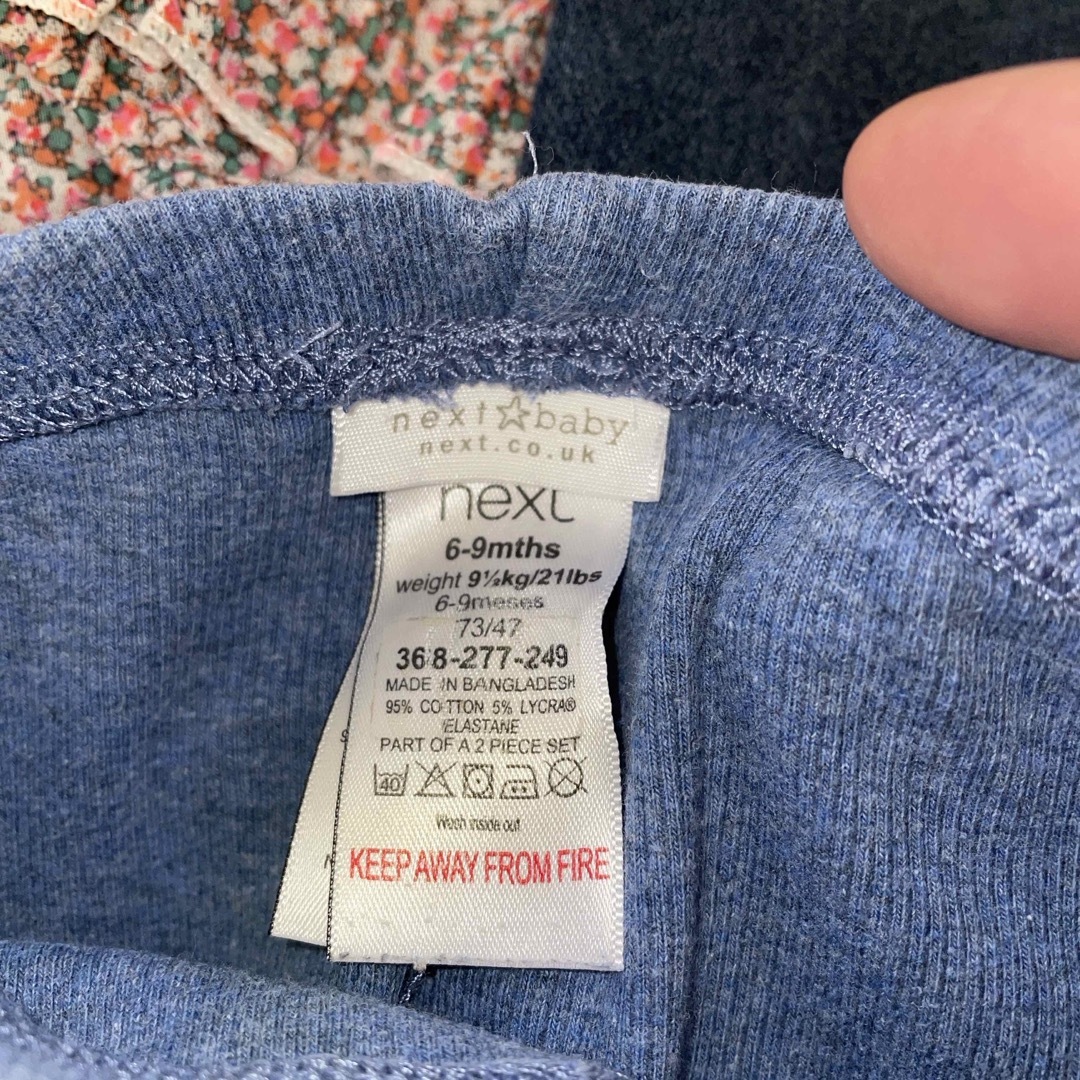 next☆baby
next.co.uk
next
6-9mths
weight 9½kg/21lbs
6-9meses
73/47
368-277-249
MADE IN BANGLADESH
95% COTTON 5% LYCRA®
ELASTANE
PART OF A 2 PIECE SET
40
Wash inside out
KEEP AWAY FROM FIRE